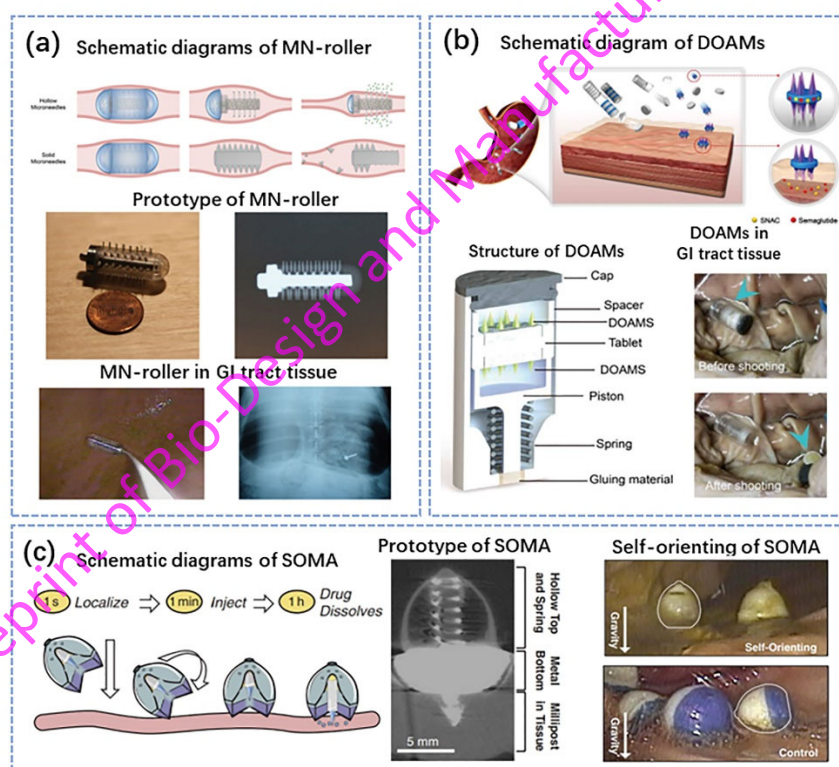 (a)
Schematic diagrams of MN-roller
Hollow
Microneedles
Solid
Microneedles
Prototype of MN-roller
MN-roller in GI tract tissue
(b)
Schematic diagram of DOAMs
SNAC
Semaglutide
Structure of DOAMs
Cap
Spacer
DOAMS
Tablet
DOAMS
Piston
Spring
Gluing material
DOAMs in
GI tract tissue
Before shooting
After shooting
(c)
Schematic diagrams of SOMA
1 s Localize
1 min Inject
1 h Drug
Dissolves
Prototype of SOMA
Hollow Top
and Spring
Metal
Bottom
Millipost
in Tissue
5 mm
Self-orienting of SOMA
Gravity
Self-Orienting
Gravity
Control
eprint of Bio-Design and Manufactu